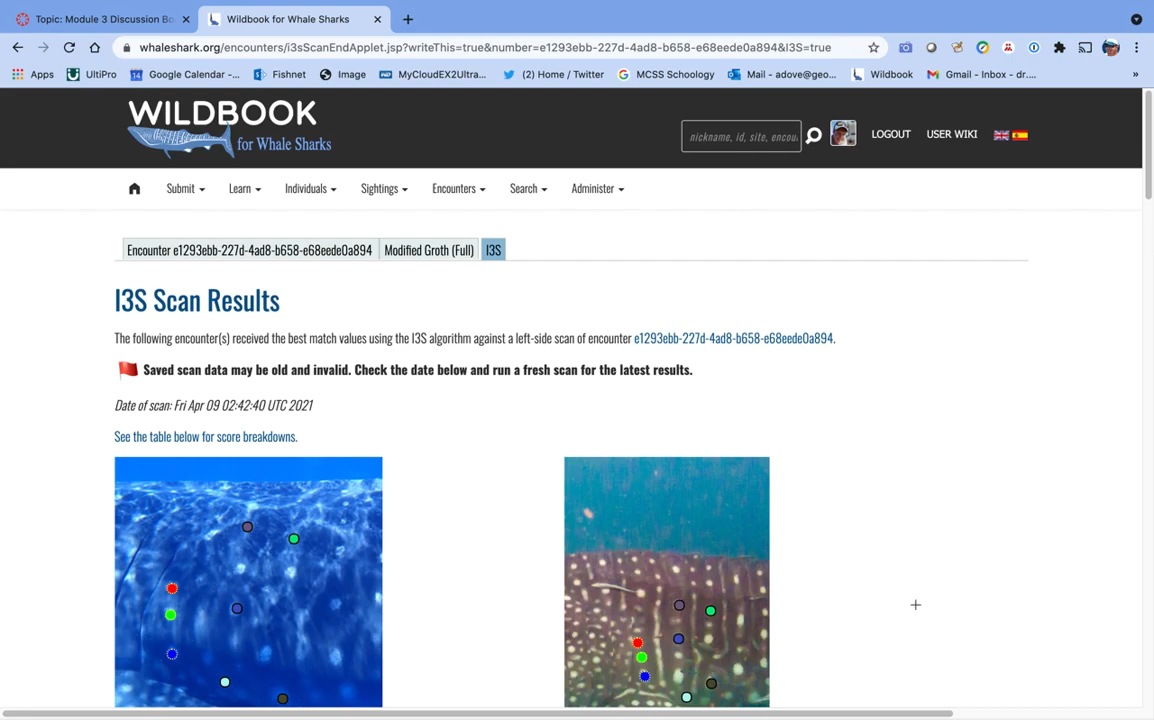 Topic: Module 3 Discussion Bo
Wildbook for Whale Sharks
whaleshark.org/encounters/i3sScanEndApplet.jsp?writeThis=true&number=e1293ebb-227d-4ad8-b658-e68eede0a894&I3S=true
Apps
UltiPro
Google Calendar -...
Fishnet
Image
MyCloudEX2Ultra...
(2) Home / Twitter
MCSS Schoology
Mail - adove@geo...
Wildbook
Gmail - Inbox - dr....
WILDBOOK
for Whale Sharks
nickname, id, site, encou
LOGOUT
USER WIKI
Submit
Learn
Individuals
Sightings
Encounters
Search
Administer
Encounter e1293ebb-227d-4ad8-b658-e68eede0a894
Modified Groth (Full)
I3S
I3S Scan Results
The following encounter(s) received the best match values using the I3S algorithm against a left-side scan of encounter e1293ebb-227d-4ad8-b658-e68eede0a894.
Saved scan data may be old and invalid. Check the date below and run a fresh scan for the latest results.
Date of scan: Fri Apr 09 02:42:40 UTC 2021
See the table below for score breakdowns.